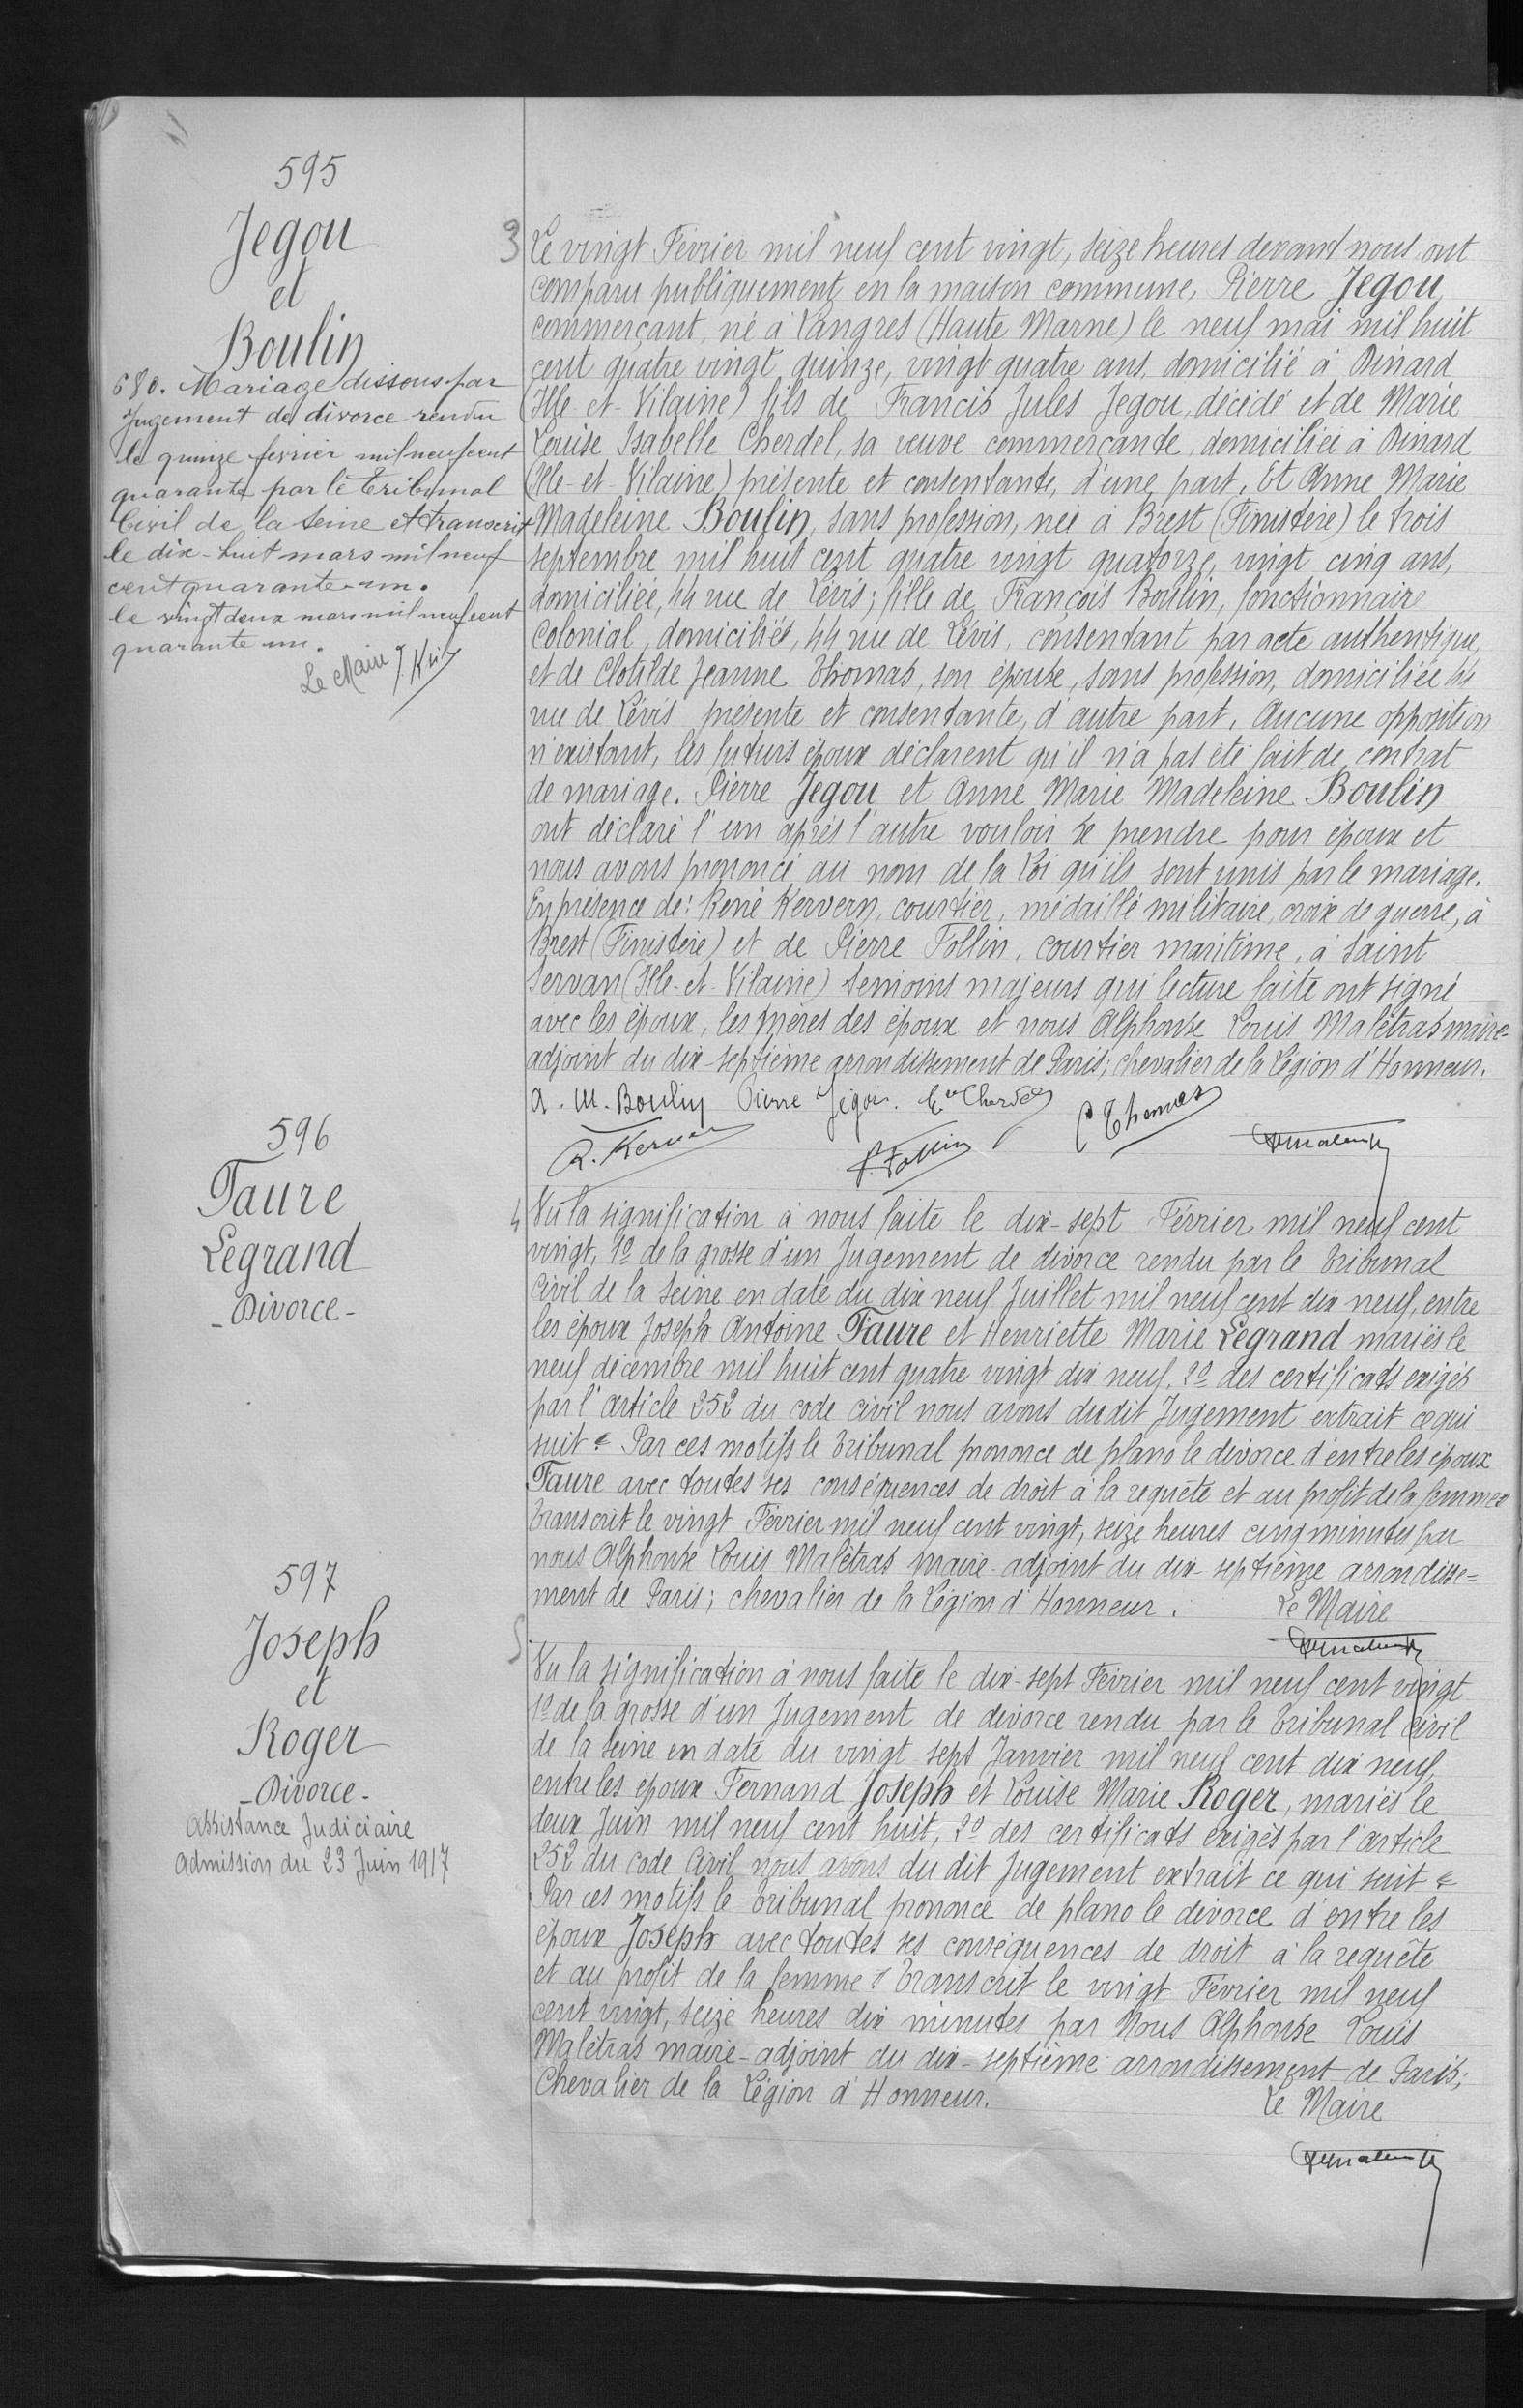 595
Jegou
et
Boulin
680. Mariage dissous par
Jugement de divorce rendu
le quinze février mil neuf cent
quarante par le Tribunal
Civil de la Seine et transcrit
le dix-huit mars mil neuf
cent quarante-un.
le vingt deux mars mil neuf cent
quarante un.
Le Maire
3
Le vingt Février mil neuf cent vingt, seize heures devant nous ont
comparu publiquement en la maison commune, Pierre Jegou,
commerçant, né à Langres (Haute Marne) le neuf mai mil huit
cent quatre vingt quinze, vingt quatre ans, domicilié à Dinard
(Ille-et-Vilaine) fils de Francis Jules Jegou, décédé et de Marie
Louise Isabelle Cherdel, sa veuve commerçante, domiciliée à Dinard
(Ille-et-Vilaine) présente et consentante, d'une part, Et Anne Marie
Madeleine Boulin, sans profession, née à Brest (Finistère) le trois
septembre mil huit cent quatre vingt quatorze, vingt cinq ans,
domiciliée, 44 rue de Lévis; fille de François Boulin, fonctionnaire
colonial, domiciliés, 44 rue de Lévis, consentant par acte authentique,
et de Clotilde Jeanne Thomas, son épouse, sans profession, domiciliée 44
rue de Lévis présente et consentante, d'autre part. Aucune opposition
n'existant, les futurs époux déclarent qu'il n'a pas été fait de contrat
de mariage. Pierre Jegou et Anne Marie Madeleine Boulin
ont déclaré l'un après l'autre vouloir se prendre pour époux et
nous avons prononcé au nom de la Loi qu'ils sont unis par le mariage.
En présence de: René Kervern, courtier, médaillé militaire, croix de guerre, à
Brest (Finistère) et de Pierre Follin, courtier maritime, à Saint
Servan (Ille-et-Vilaine) témoins majeurs qui lecture faite ont signé
avec les époux, les mères des époux et nous Alphonse Louis Malétras maire-
adjoint du dix-septième arrondissement de Paris; chevalier de la Légion d'Honneur.
A. M. Boulin Pierre Jégou. Vve Cherdel C Thomas
R. Kervern P. Follin
596
Faure
Legrand
- Divorce -
4
Vu la signification à nous faite le dix-sept Février mil neuf cent
vingt, 1º de la grosse d'un Jugement de divorce rendu par le Tribunal
Civil de la Seine en date du dix neuf Juillet mil neuf cent dix neuf, entre
les époux Joseph Antoine Faure et Henriette Marie Legrand mariés le
neuf décembre mil huit cent quatre vingt dix neuf. 2º des certificats exigés
par l'article 252 du code civil nous avons dudit Jugement extrait ce qui
suit "Par ces motifs le Tribunal prononce de plano le divorce d'entre les époux
Faure avec toutes ses conséquences de droit à la requête et au profit de la femme"
Transcrit le vingt Février mil neuf cent vingt, seize heures cinq minutes par
nous Alphonse Louis Malétras maire-adjoint du dix-septième arrondisse=
ment de Paris; chevalier de la Légion d'Honneur.
Le Maire
597
Joseph
et
Roger
- Divorce -
Assistance Judiciaire
Admission du 23 Juin 1917
5
Vu la signification à nous faite le dix-sept Février mil neuf cent vingt
1º de la grosse d'un Jugement de divorce rendu par le Tribunal civil
de la Seine en date du vingt sept Janvier mil neuf cent dix neuf,
entre les époux Fernand Joseph et Louise Marie Roger, mariés le
deux Juin mil neuf cent huit, 2º des certificats exigés par l'article
252 du code Civil nous avons du dit Jugement extrait ce qui suit "
Par ces motifs le Tribunal prononce de plano le divorce d'entre les
époux Joseph avec toutes ses conséquences de droit à la requête
et au profit de la femme" Transcrit le vingt Février mil neuf
cent vingt, seize heures dix minutes par Nous Alphonse Louis
Malétras maire-adjoint du dix-septième arrondissement de Paris;
Chevalier de la Légion d'Honneur.
Le Maire